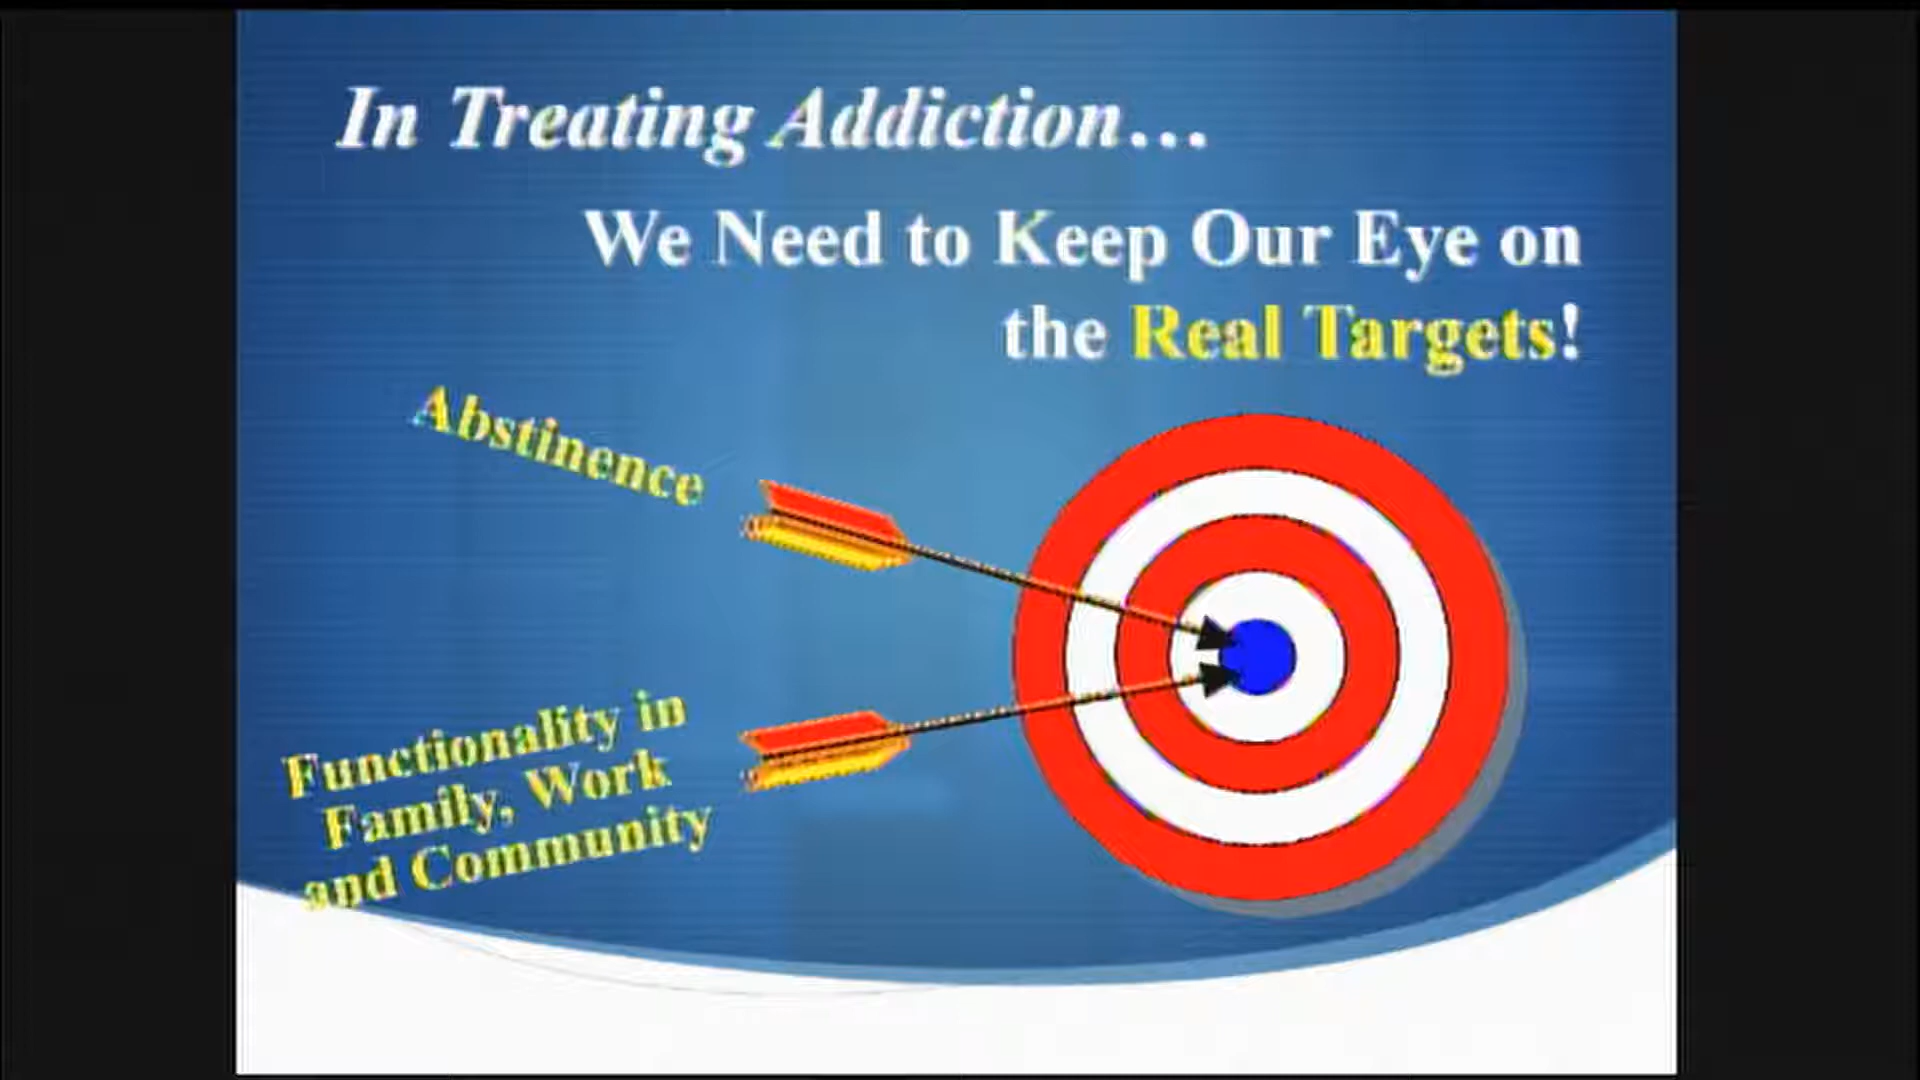 In Treating Addiction...
We Need to Keep Our Eye on
the Real Targets!
Abstinence
Functionality in
Family, Work
and Community